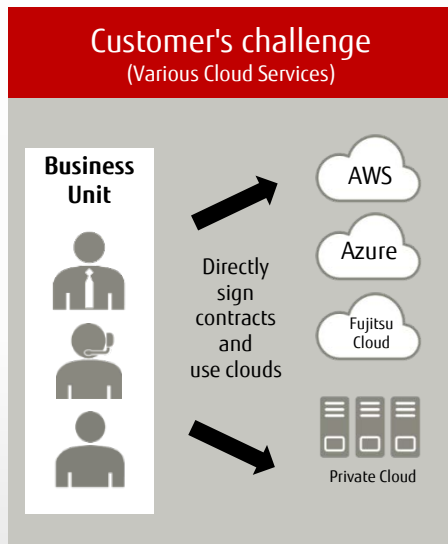 Customer's challenge
(Various Cloud Services)
Business
Unit
Directly
sign
contracts
and
use clouds
AWS
Azure
Fujitsu
Cloud
Private Cloud